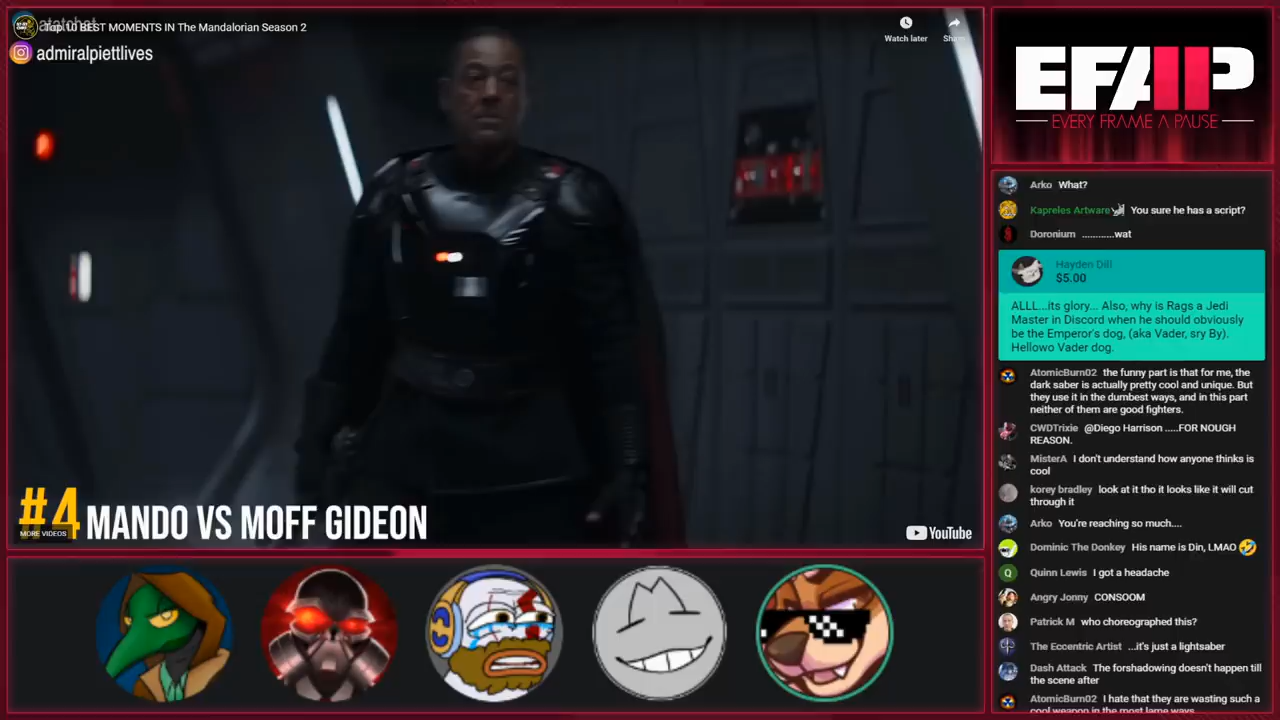 Top 10 BEST MOMENTS IN The Mandalorian Season 2
admiralpiettlives
Watch later
Share
#4 MANDO VS MOFF GIDEON
MORE VIDEOS
YouTube
EFAP
EVERY FRAME A PAUSE
Arko What?
Kapreles Artware You sure he has a script?
Doronium ............wat
Hayden Dill
$5.00
ALLL...its glory... Also, why is Rags a Jedi
Master in Discord when he should obviously
be the Emperor's dog, (aka Vader, sry By).
Hellowo Vader dog.
AtomicBurn02 the funny part is that for me, the
dark saber is actually pretty cool and unique. But
they use it in the dumbest ways, and in this part
neither of them are good fighters.
CWDTrixie @Diego Harrison .....FOR NOUGH
REASON.
MisterA I don't understand how anyone thinks is
cool
korey bradley look at it tho it looks like it will cut
through it
Arko You're reaching so much....
Dominic The Donkey His name is Din, LMAO 🤣
Q Quinn Lewis I got a headache
Angry Jonny CONSOOM
Patrick M who choreographed this?
The Eccentric Artist ...it's just a lightsaber
Dash Attack The forshadowing doesn't happen till
the scene after
AtomicBurn02 I hate that they are wasting such a
cool weapon in the most lame ways